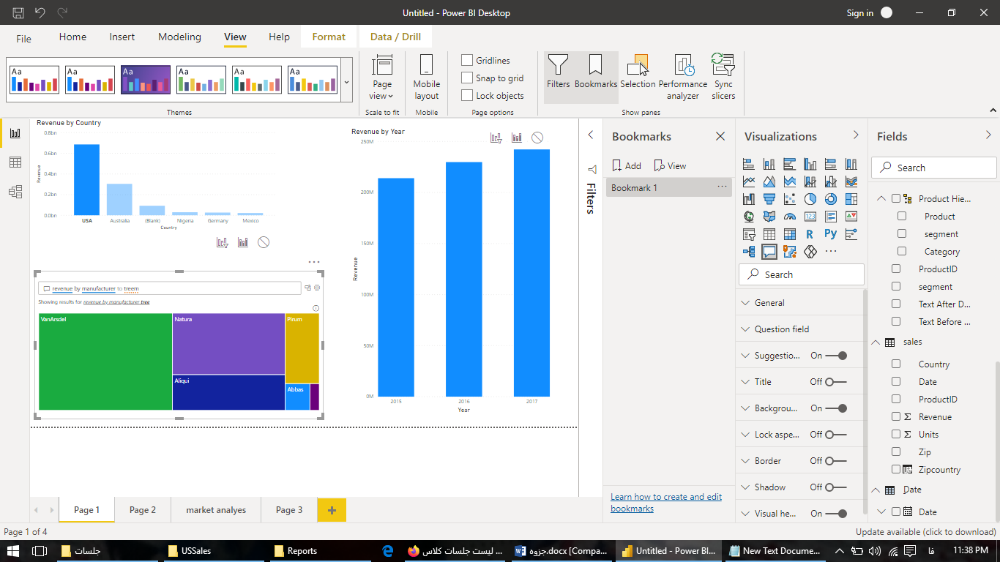 Untitled - Power BI Desktop
Sign in
File
Home
Insert
Modeling
View
Help
Format
Data / Drill
Aa
Aa
Aa
Aa
Aa
Aa
Page view
Mobile layout
Gridlines
Snap to grid
Lock objects
Filters
Bookmarks
Selection
Performance analyzer
Sync slicers
Themes
Scale to fit
Mobile
Page options
Show panes
Revenue by Country
0.8bn
0.6bn
0.4bn
0.2bn
0.0bn
Revenue
USA
Australia
(Blank)
Nigeria
Germany
Mexico
Country
revenue by manufacturer to treem
Showing results for revenue by manufacturer tree
VanArsdel
Natura
Aliqui
Pirum
Abbas
Revenue by Year
250M
200M
150M
100M
50M
0M
Revenue
2015
2016
2017
Year
Filters
Bookmarks
Add
View
Bookmark 1
Learn how to create and edit bookmarks
Visualizations
123
R
Py
Search
General
Question field
Suggestio... On
Title Off
Backgrou... On
Lock aspe... Off
Border Off
Shadow Off
Visual he... On
Fields
Search
Product Hie...
Product
segment
Category
ProductID
segment
Text After D...
Text Before ...
sales
Country
Date
ProductID
Σ Revenue
Σ Units
Zip
Zipcountry
Date
Date
Page 1
Page 2
market analyes
Page 3
Page 1 of 4
Update available (click to download)
جلسات
USSales
Reports
لیست جلسات کلاس ...
جزوه.docx [Compa...
Untitled - Power BI...
New Text Docume...
فا
11:38 PM